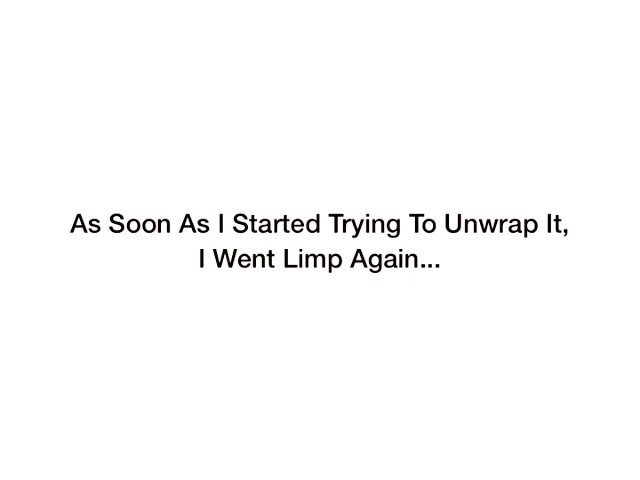 As Soon As I Started Trying To Unwrap It,
I Went Limp Again...